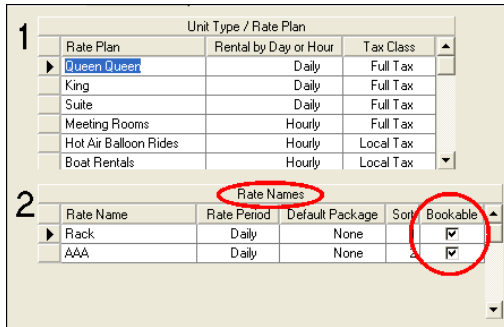 1
Unit Type / Rate Plan
Rate Plan Rental by Day or Hour Tax Class
Queen Queen Daily Full Tax
King Daily Full Tax
Suite Daily Full Tax
Meeting Rooms Hourly Full Tax
Hot Air Balloon Rides Hourly Local Tax
Boat Rentals Hourly Local Tax
2
Rate Names
Rate Name Rate Period Default Package Sort Bookable
Rack Daily None 1
AAA Daily None 2